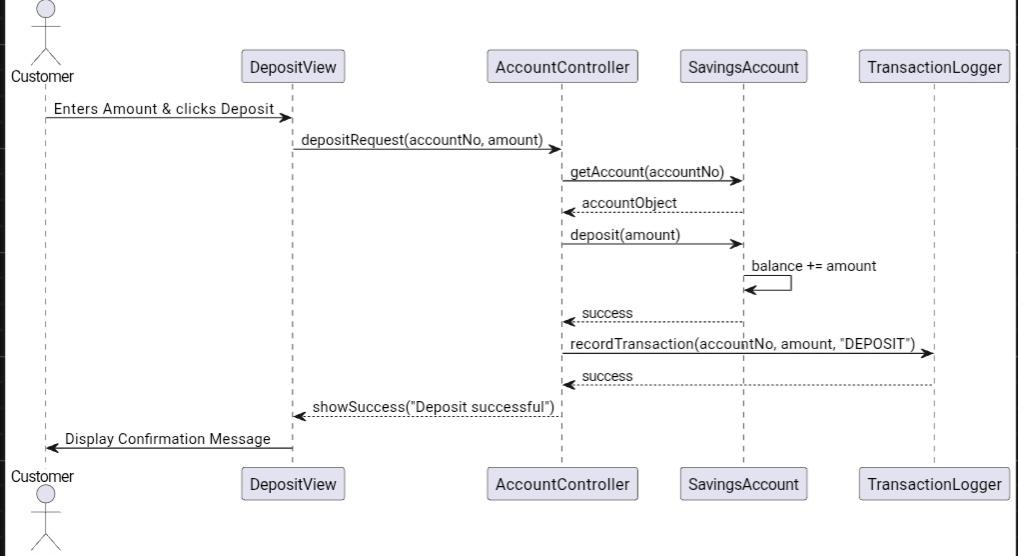 Customer
DepositView
AccountController
SavingsAccount
TransactionLogger
Enters Amount & clicks Deposit
depositRequest(accountNo, amount)
getAccount(accountNo)
accountObject
deposit(amount)
balance += amount
success
recordTransaction(accountNo, amount, "DEPOSIT")
success
showSuccess("Deposit successful")
Display Confirmation Message
Customer
DepositView
AccountController
SavingsAccount
TransactionLogger